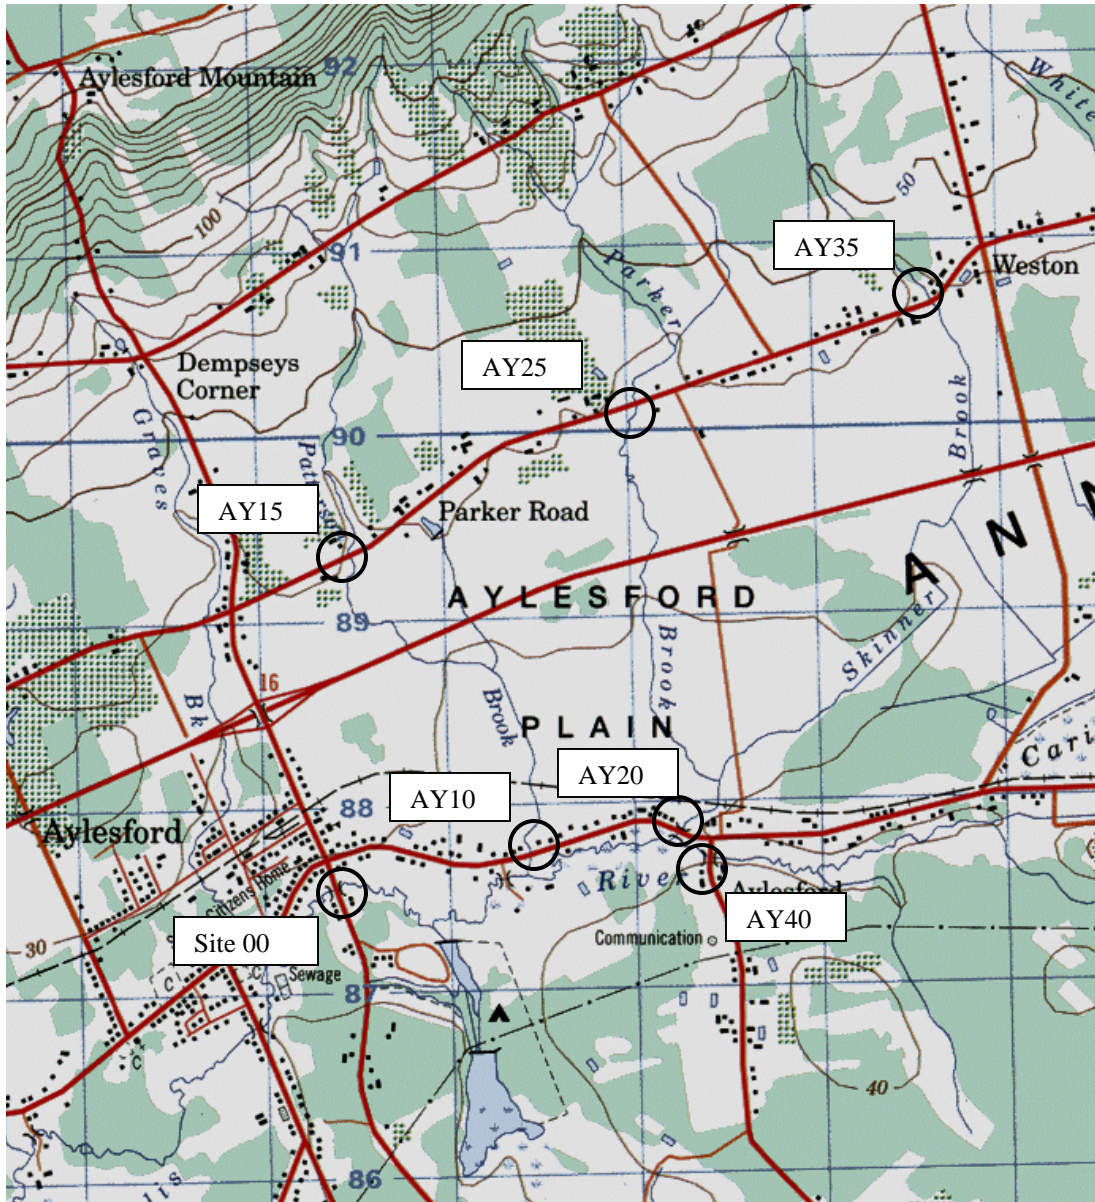 Aylesford Mountain
92
White
100
50
91
AY35
Weston
Parker
AY25
Dempseys
Corner
Graves
90
Brook
AY15
Parker Road
A N
AYLESFORD
89
Skinner
Brook
16
Bk
Brook
PLAIN
AY20
AY10
88
Aylesford
Citizens Home
River
Aylesford
AY40
Site 00
Communication
30
C
Sewage
C
87
C
40
86